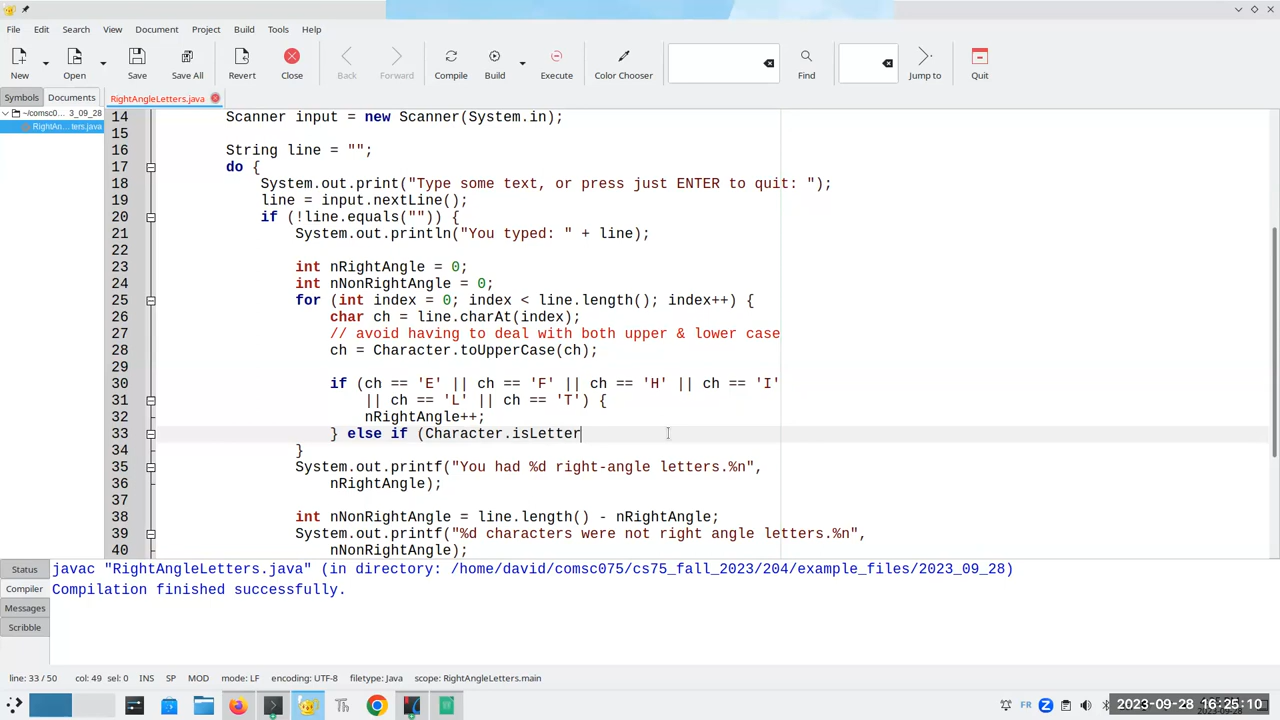 File Edit Search View Document Project Build Tools Help
New Open Save Save All Revert Close Back Forward Compile Build Execute Color Chooser Find Jump to Quit
Symbols Documents RightAngleLetters.java
~/comsc0… 3_09_28
RightAn…ters.java
14 Scanner input = new Scanner(System.in);
15
16 String line = "";
17 do {
18 System.out.print("Type some text, or press just ENTER to quit: ");
19 line = input.nextLine();
20 if (!line.equals("")) {
21 System.out.println("You typed: " + line);
22
23 int nRightAngle = 0;
24 int nNonRightAngle = 0;
25 for (int index = 0; index < line.length(); index++) {
26 char ch = line.charAt(index);
27 // avoid having to deal with both upper & lower case
28 ch = Character.toUpperCase(ch);
29
30 if (ch == 'E' || ch == 'F' || ch == 'H' || ch == 'I'
31 || ch == 'L' || ch == 'T') {
32 nRightAngle++;
33 } else if (Character.isLetter
34 }
35 System.out.printf("You had %d right-angle letters.%n",
36 nRightAngle);
37
38 int nNonRightAngle = line.length() - nRightAngle;
39 System.out.printf("%d characters were not right angle letters.%n",
40 nNonRightAngle);
Status
Compiler
Messages
Scribble
javac "RightAngleLetters.java" (in directory: /home/david/comsc075/cs75_fall_2023/204/example_files/2023_09_28)
Compilation finished successfully.
line: 33 / 50 col: 49 sel: 0 INS SP MOD mode: LF encoding: UTF-8 filetype: Java scope: RightAngleLetters.main
FR 2023-09-28 16:25:10